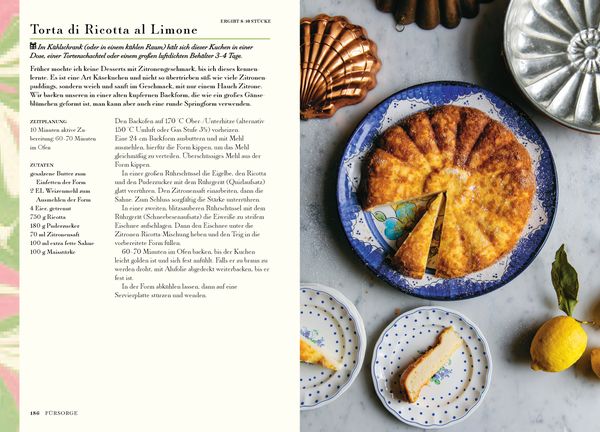 ERGIBT 8–10 STÜCKE
Torta di Ricotta al Limone
Im Kühlschrank (oder in einem kühlen Raum) hält sich dieser Kuchen in einer
Dose, einer Tortenschachtel oder einem großen luftdichten Behälter 3–4 Tage.
Früher mochte ich keine Desserts mit Zitronengeschmack, bis ich dieses kennen-
lernte. Es ist eine Art Käsekuchen und nicht so übertrieben süß wie viele Zitronen
puddings, sondern weich und sanft im Geschmack, mit nur einem Hauch Zitrone.
Wir backen unseren in einer alten kupfernen Backform, die wie ein großes Gänse
blümchen geformt ist, man kann aber auch eine runde Springform verwenden.
ZEITPLANUNG
10 Minuten aktive Zu
bereitung; 60–70 Minuten
im Ofen
ZUTATEN
gesalzene Butter zum
Einfetten der Form
2 EL Weizenmehl zum
Ausmehlen der Form
4 Eier, getrennt
750 g Ricotta
180 g Puderzucker
70 ml Zitronensaft
100 ml extra fette Sahne
100 g Maisstärke
Den Backofen auf 170 °C Ober-/Unterhitze (alternativ
150 °C Umluft oder Gas Stufe 3½) vorheizen.
Eine 24 cm Backform ausbuttern und mit Mehl
ausmehlen, hierfür die Form kippen, um das Mehl
gleichmäßig zu verteilen. Überschüssiges Mehl aus der
Form kippen.
In einer großen Rührschüssel die Eigelbe, den Ricotta
und den Puderzucker mit dem Rührgerät (Quirlaufsatz)
glatt verrühren. Den Zitronensaft einarbeiten, dann die
Sahne. Zum Schluss sorgfältig die Stärke unterrühren.
In einer zweiten, blitzsauberen Rührschüssel mit dem
Rührgerät (Schneebesenaufsatz) die Eiweiße zu steifem
Eischnee aufschlagen. Dann den Eischnee unter die
Zitronen Ricotta Mischung heben und den Teig in die
vorbereitete Form füllen.
60–70 Minuten im Ofen backen, bis der Kuchen
leicht golden ist und sich fest anfühlt. Falls er zu braun zu
werden droht, mit Alufolie abgedeckt weiterbacken, bis er
fest ist.
In der Form abkühlen lassen, dann auf eine
Servierplatte stürzen und wenden.
186 FÜRSORGE